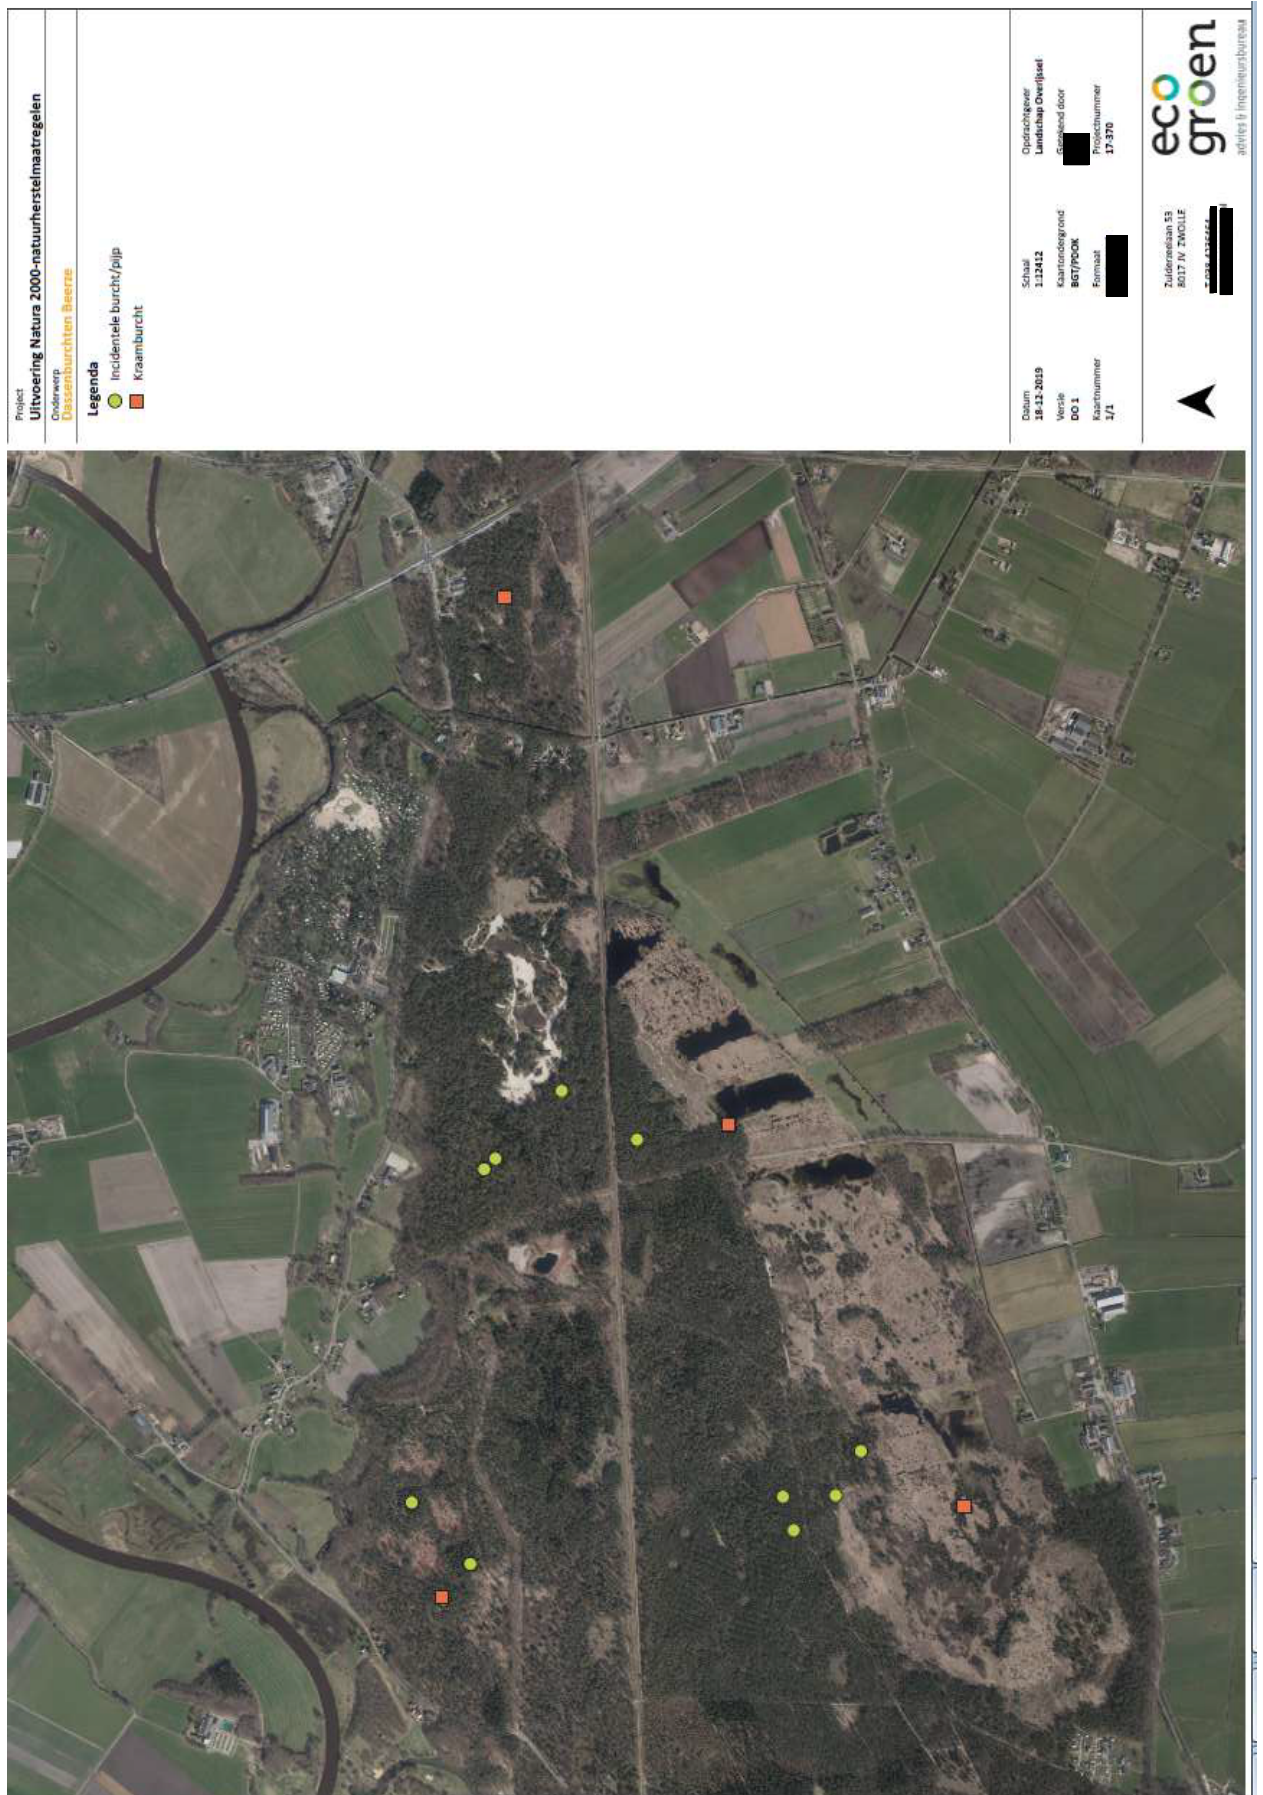 Project
Uitvoering Natura 2000-natuurherstelmaatregelen
Onderwerp
Dassenburchten Beerze
Legenda
Incidentele burcht/pijp
Kraamburcht
Datum
18-12-2019
Versie
DO 1
Kaartnummer
1/1
Schaal
1:12412
Kaartondergrond
BGT/PDOK
Formaat
Opdrachtgever
Landschap Overijssel
Getekend door
Projectnummer
17-370
Zuiderzeelaan 53
8017 JV ZWOLLE
eco
groen
advies & ingenieursbureau